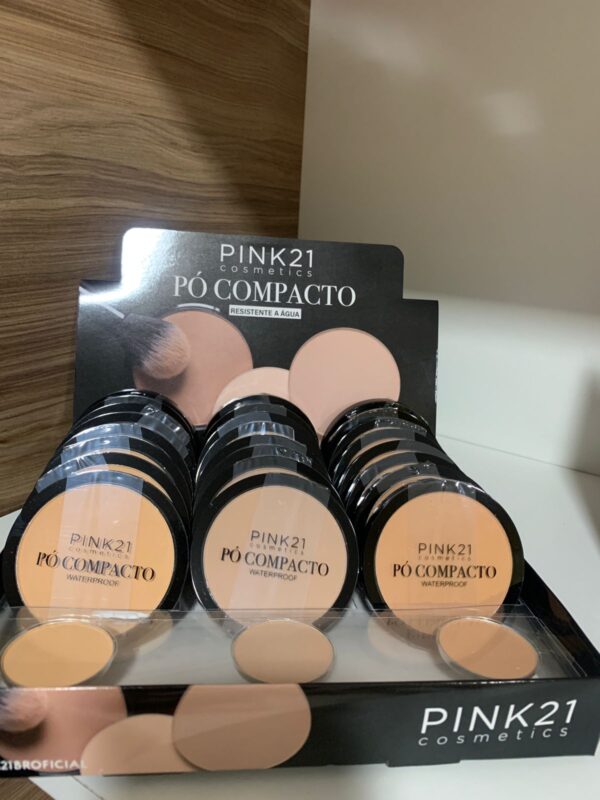 PINK21
cosmetics
PÓ COMPACTO
RESISTENTE A ÁGUA
PINK21
cosmetics
PÓ COMPACTO
WATERPROOF
PINK21
cosmetics
PÓ COMPACTO
WATERPROOF
PINK21
cosmetics
PÓ COMPACTO
WATERPROOF
PINK21
cosmetics
21BROFICIAL